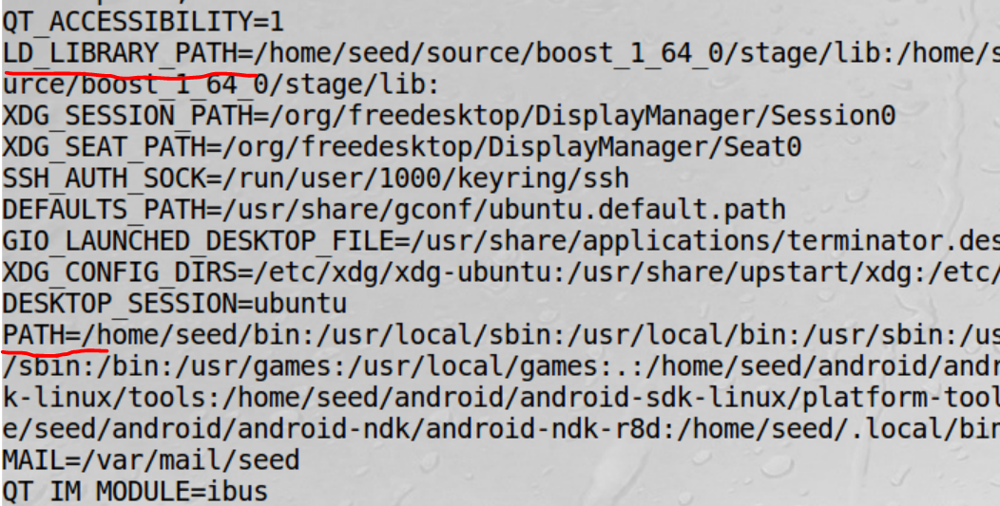 QT_ACCESSIBILITY=1
LD_LIBRARY_PATH=/home/seed/source/boost_1_64_0/stage/lib:/home/s
urce/boost_1_64_0/stage/lib:
XDG_SESSION_PATH=/org/freedesktop/DisplayManager/Session0
XDG_SEAT_PATH=/org/freedesktop/DisplayManager/Seat0
SSH_AUTH_SOCK=/run/user/1000/keyring/ssh
DEFAULTS_PATH=/usr/share/gconf/ubuntu.default.path
GIO_LAUNCHED_DESKTOP_FILE=/usr/share/applications/terminator.des
XDG_CONFIG_DIRS=/etc/xdg/xdg-ubuntu:/usr/share/upstart/xdg:/etc/
DESKTOP_SESSION=ubuntu
PATH=/home/seed/bin:/usr/local/sbin:/usr/local/bin:/usr/sbin:/us
/sbin:/bin:/usr/games:/usr/local/games:.:/home/seed/android/andr
k-linux/tools:/home/seed/android/android-sdk-linux/platform-tool
e/seed/android/android-ndk/android-ndk-r8d:/home/seed/.local/bin
MAIL=/var/mail/seed
QT_IM_MODULE=ibus